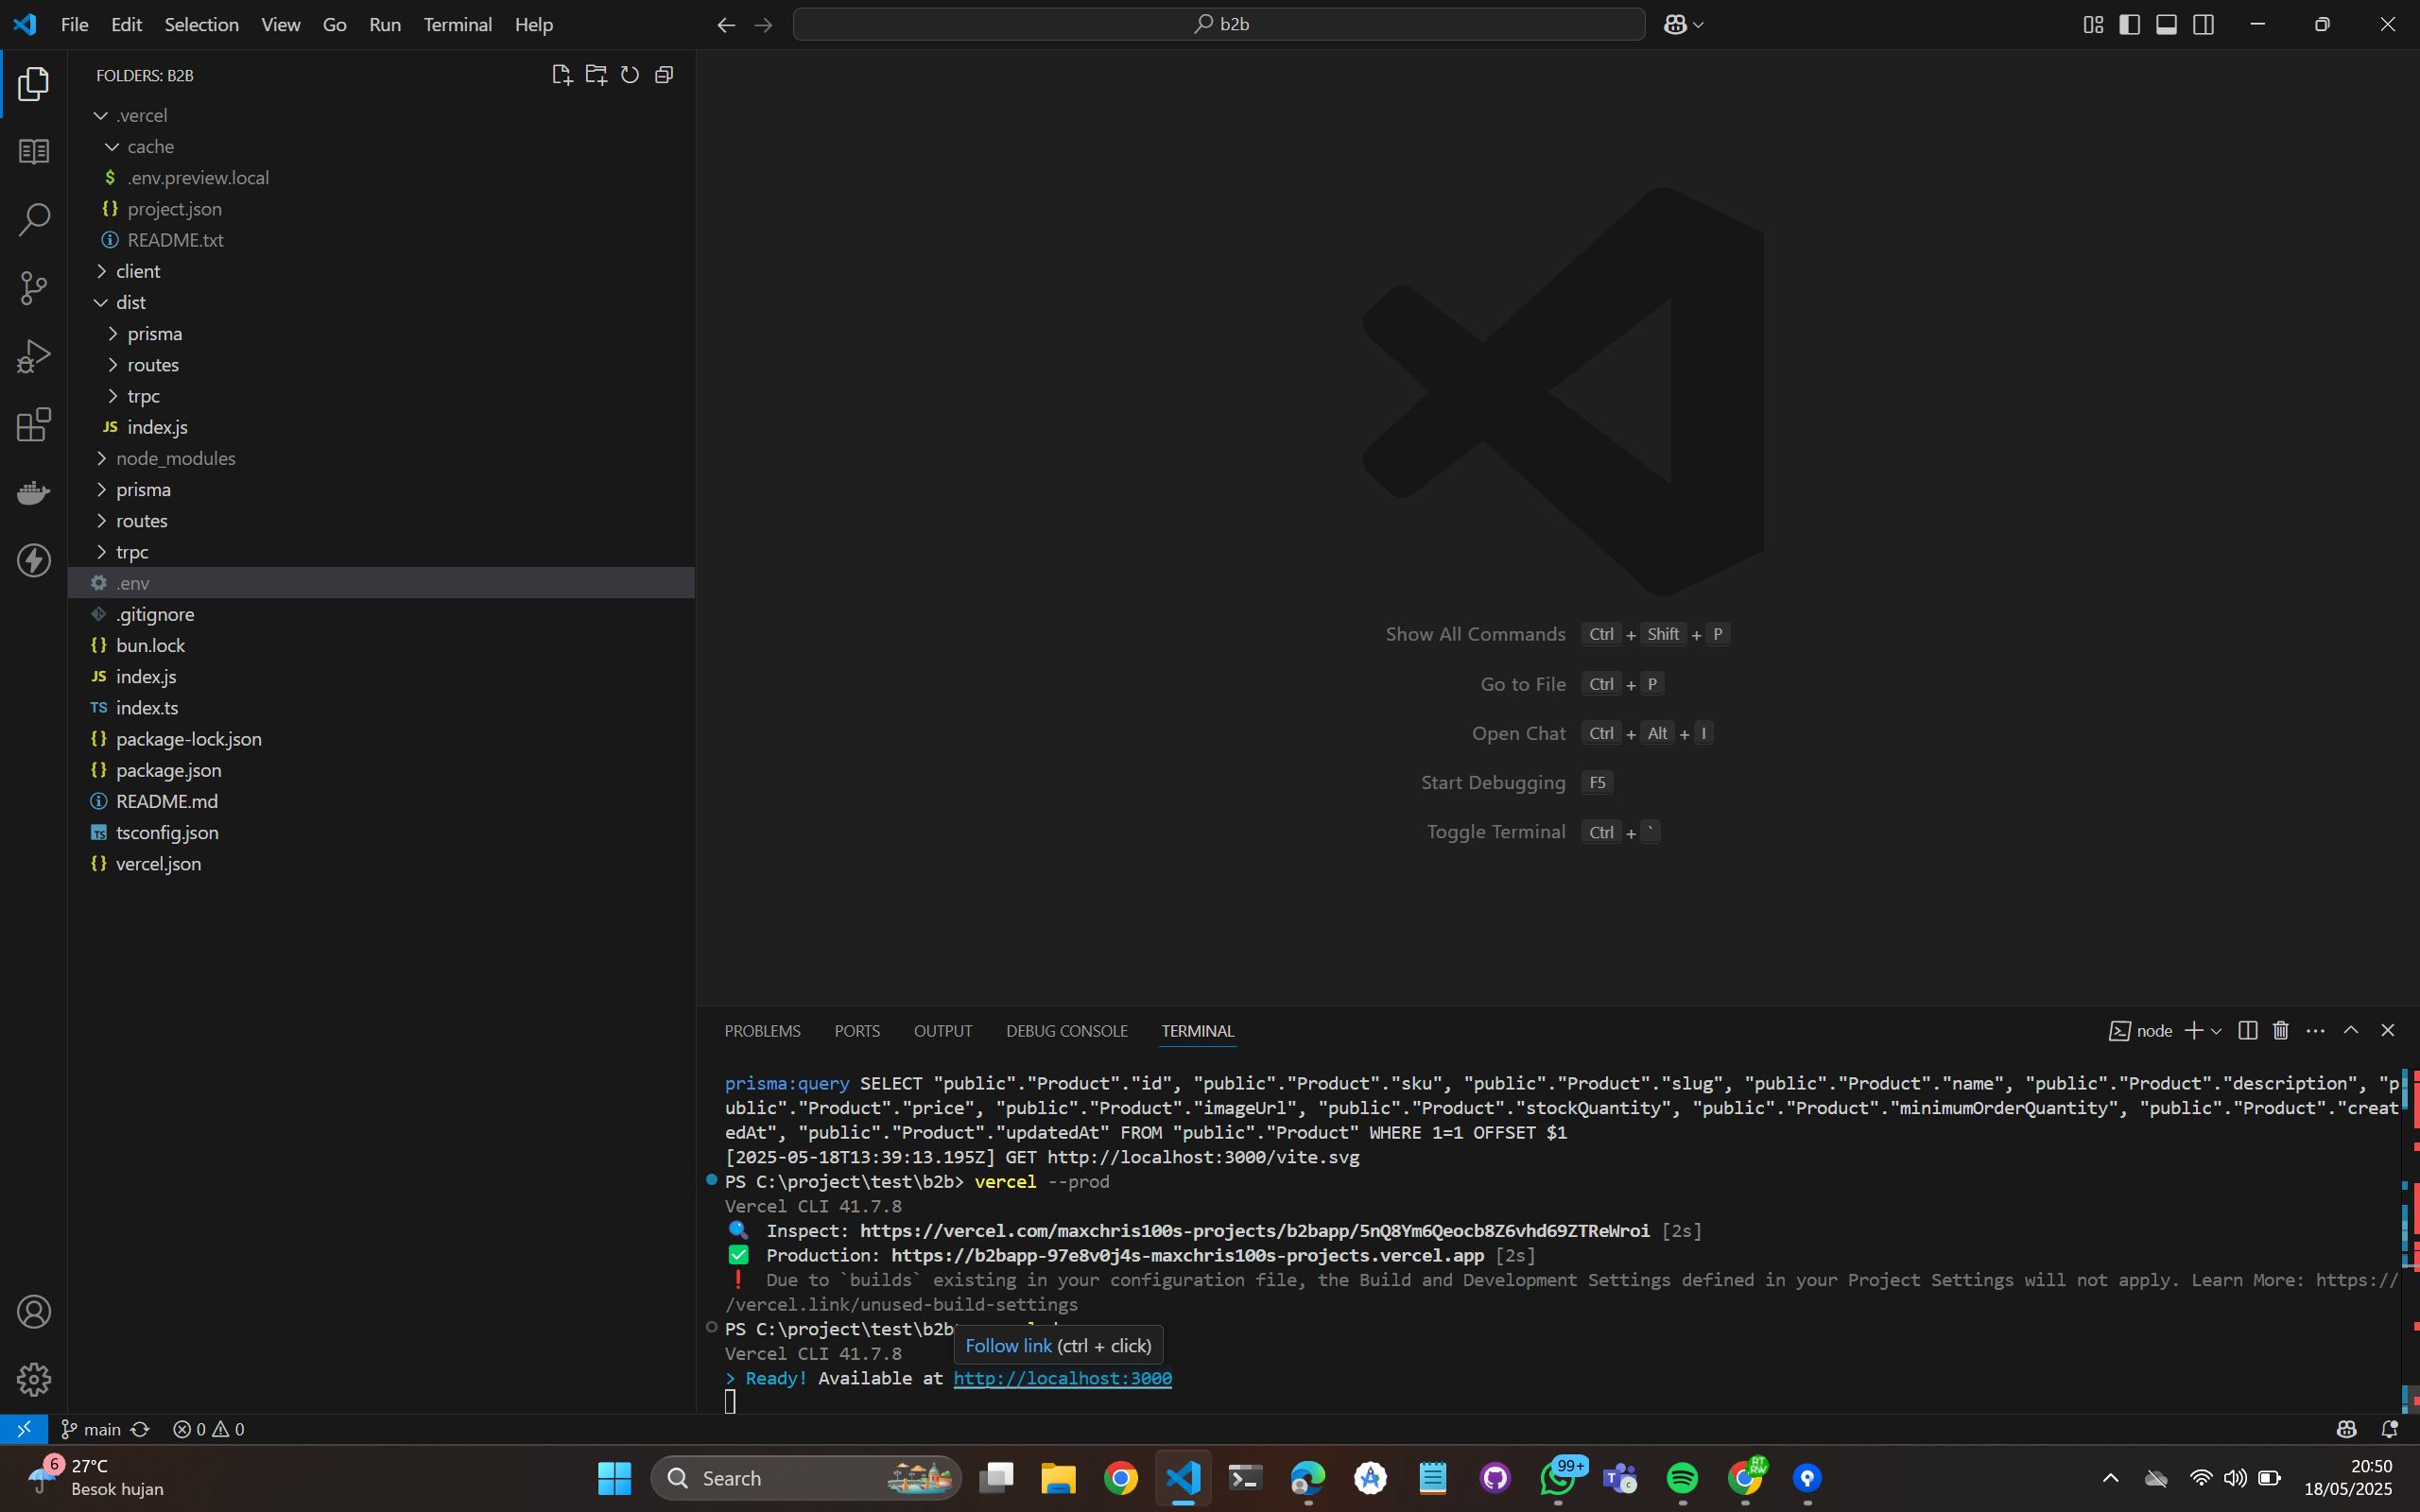 File Edit Selection View Go Run Terminal Help
b2b
FOLDERS: B2B
.vercel
cache
.env.preview.local
project.json
README.txt
client
dist
prisma
routes
trpc
index.js
node_modules
prisma
routes
trpc
.env
.gitignore
bun.lock
index.js
index.ts
package-lock.json
package.json
README.md
tsconfig.json
vercel.json
Show All Commands Ctrl + Shift + P
Go to File Ctrl + P
Open Chat Ctrl + Alt + I
Start Debugging F5
Toggle Terminal Ctrl + `
PROBLEMS PORTS OUTPUT DEBUG CONSOLE TERMINAL
node
prisma:query SELECT "public"."Product"."id", "public"."Product"."sku", "public"."Product"."slug", "public"."Product"."name", "public"."Product"."description", "p
ublic"."Product"."price", "public"."Product"."imageUrl", "public"."Product"."stockQuantity", "public"."Product"."minimumOrderQuantity", "public"."Product"."creat
edAt", "public"."Product"."updatedAt" FROM "public"."Product" WHERE 1=1 OFFSET $1
[2025-05-18T13:39:13.195Z] GET http://localhost:3000/vite.svg
PS C:\project\test\b2b> vercel --prod
Vercel CLI 41.7.8
Inspect: https://vercel.com/maxchris100s-projects/b2bapp/5nQ8Ym6Qeocb8Z6vhd69ZTReWroi [2s]
Production: https://b2bapp-97e8v0j4s-maxchris100s-projects.vercel.app [2s]
Due to `builds` existing in your configuration file, the Build and Development Settings defined in your Project Settings will not apply. Learn More: https://
/vercel.link/unused-build-settings
PS C:\project\test\b2b
Follow link (ctrl + click)
Vercel CLI 41.7.8
> Ready! Available at http://localhost:3000
main 0 0
6 27°C
Besok hujan
Search
99+
RT
RW
20:50
18/05/2025